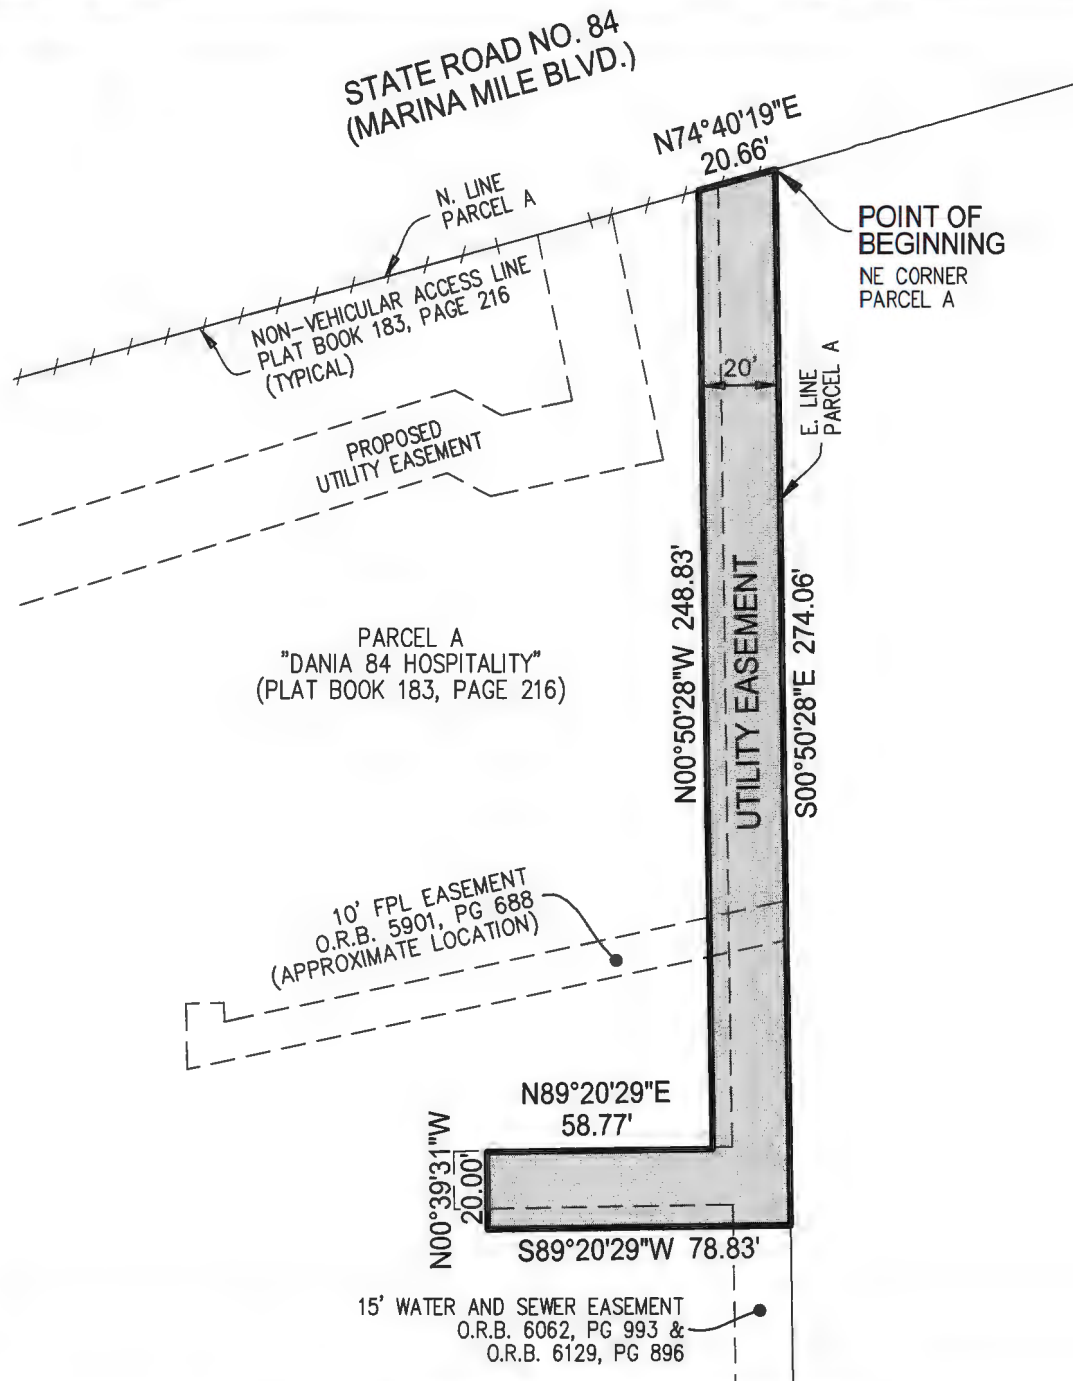 STATE ROAD NO. 84
(MARINA MILE BLVD.)
N74°40'19"E
20.66'
N. LINE
PARCEL A
POINT OF
BEGINNING
NE CORNER
PARCEL A
NON-VEHICULAR ACCESS LINE
PLAT BOOK 183, PAGE 216
(TYPICAL)
20'
E. LINE
PARCEL A
PROPOSED
UTILITY EASEMENT
N00°50'28"W 248.83'
UTILITY EASEMENT
S00°50'28"E 274.06'
PARCEL A
"DANIA 84 HOSPITALITY"
(PLAT BOOK 183, PAGE 216)
10' FPL EASEMENT
O.R.B. 5901, PG 688
(APPROXIMATE LOCATION)
N89°20'29"E
58.77'
N00°39'31"W
20.00'
S89°20'29"W 78.83'
15' WATER AND SEWER EASEMENT
O.R.B. 6062, PG 993 &
O.R.B. 6129, PG 896